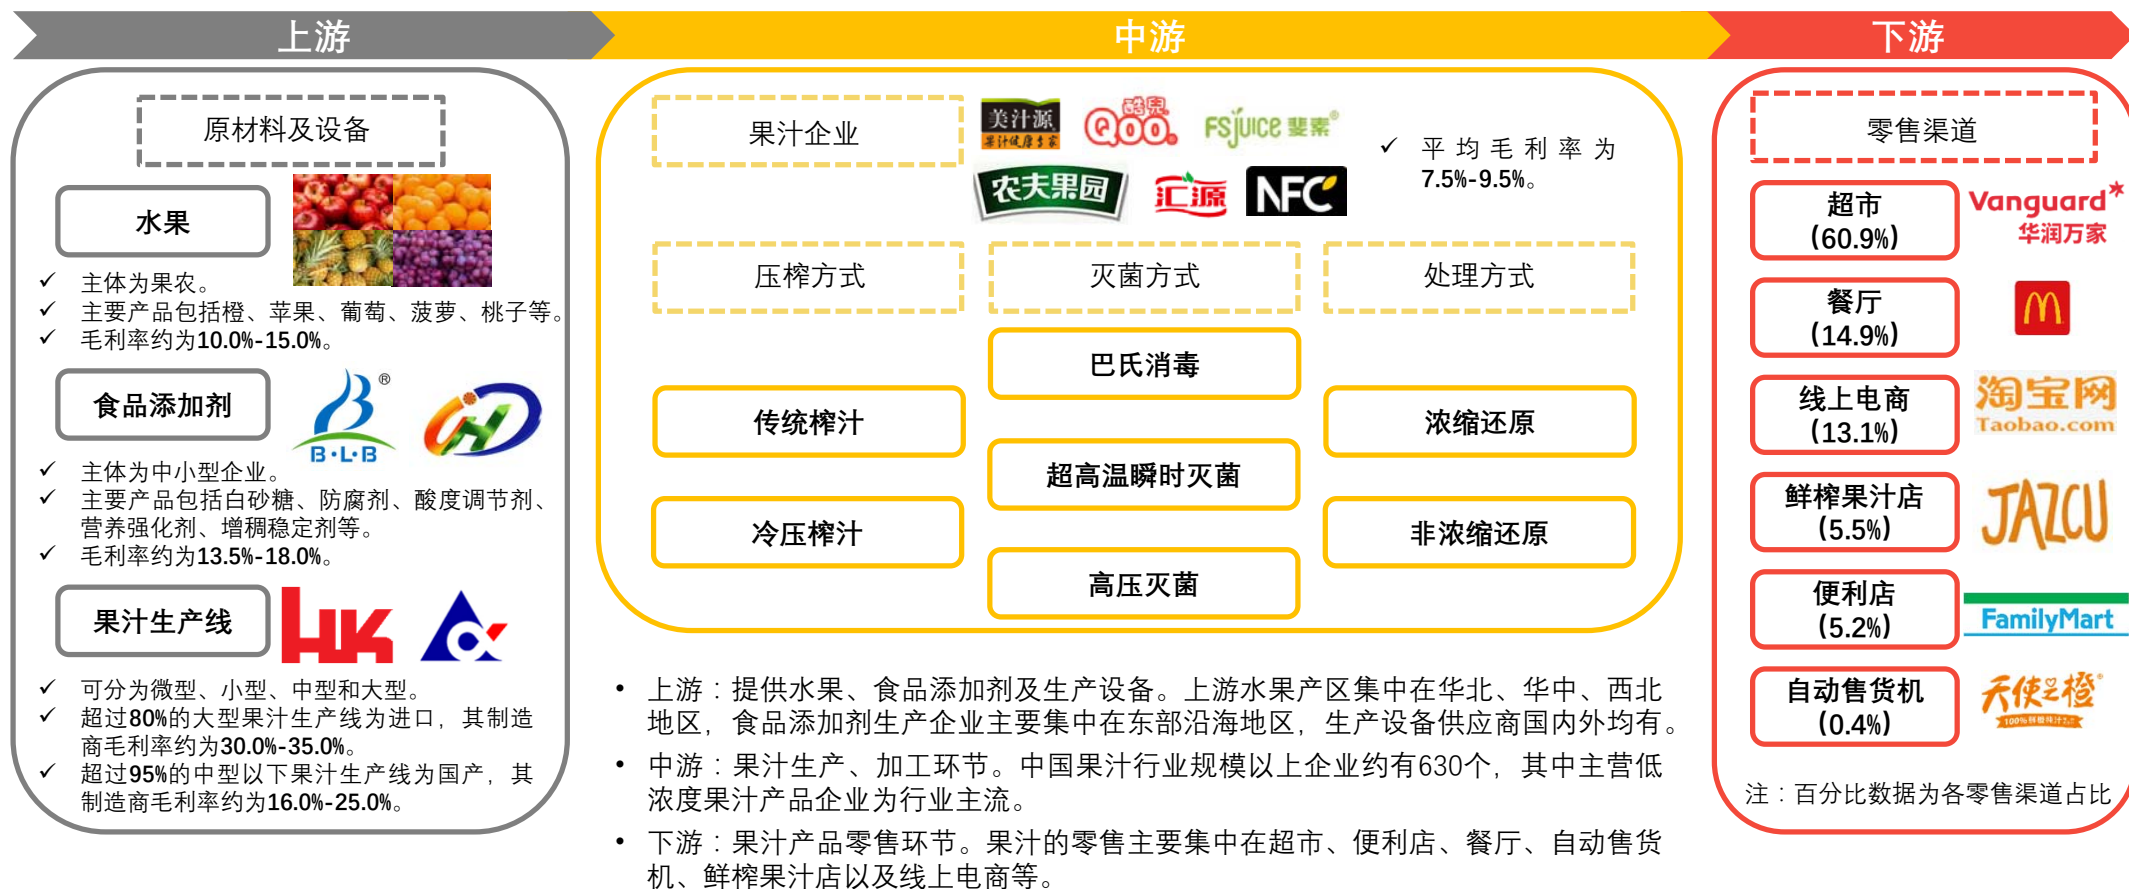 上游
中游
下游
原材料及设备
水果
✓ 主体为果农。
✓ 主要产品包括橙、苹果、葡萄、菠萝、桃子等。
✓ 毛利率约为10.0%-15.0%。
食品添加剂
®
B·L·B
✓ 主体为中小型企业。
✓ 主要产品包括白砂糖、防腐剂、酸度调节剂、
营养强化剂、增稠稳定剂等。
✓ 毛利率约为13.5%-18.0%。
果汁生产线
HK
✓ 可分为微型、小型、中型和大型。
✓ 超过80%的大型果汁生产线为进口，其制造
商毛利率约为30.0%-35.0%。
✓ 超过95%的中型以下果汁生产线为国产，其
制造商毛利率约为16.0%-25.0%。
果汁企业
美汁源
果汁健康专家
酷児
Qoo
FSJUICE 斐素®
农夫果园
汇源
NFC
✓ 平均毛利率为
7.5%-9.5%。
压榨方式
灭菌方式
处理方式
传统榨汁
冷压榨汁
巴氏消毒
超高温瞬时灭菌
高压灭菌
浓缩还原
非浓缩还原
• 上游：提供水果、食品添加剂及生产设备。上游水果产区集中在华北、华中、西北
地区，食品添加剂生产企业主要集中在东部沿海地区，生产设备供应商国内外均有。
• 中游：果汁生产、加工环节。中国果汁行业规模以上企业约有630个，其中主营低
浓度果汁产品企业为行业主流。
• 下游：果汁产品零售环节。果汁的零售主要集中在超市、便利店、餐厅、自动售货
机、鲜榨果汁店以及线上电商等。
零售渠道
超市
(60.9%)
Vanguard
华润万家
餐厅
(14.9%)
线上电商
(13.1%)
淘宝网
Taobao.com
鲜榨果汁店
(5.5%)
JAZCU
便利店
(5.2%)
FamilyMart
自动售货机
(0.4%)
天使之橙
注：百分比数据为各零售渠道占比